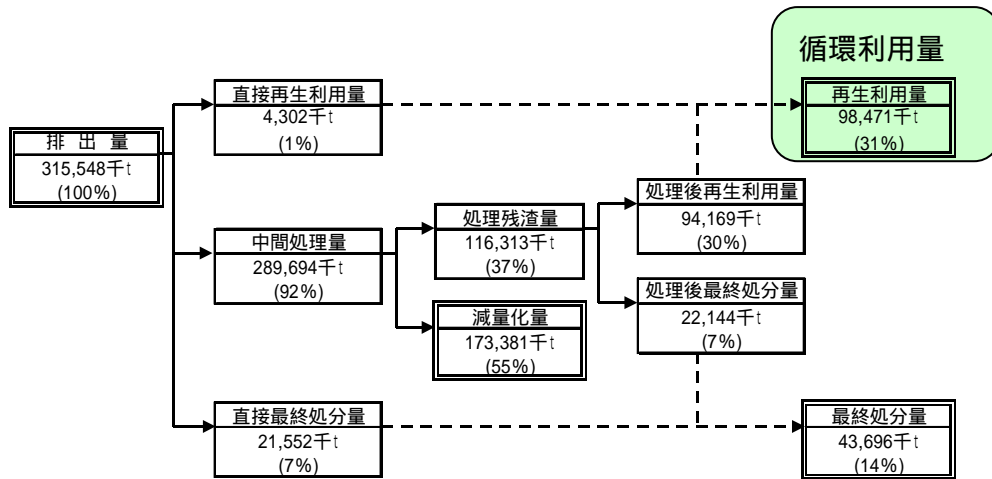 循環利用量
直接再生利用量
4,302千t
(1%)
再生利用量
98,471千t
(31%)
排 出 量
315,548千t
(100%)
中間処理量
289,694千t
(92%)
処理残渣量
116,313千t
(37%)
処理後再生利用量
94,169千t
(30%)
処理後最終処分量
22,144千t
(7%)
減量化量
173,381千t
(55%)
直接最終処分量
21,552千t
(7%)
最終処分量
43,696千t
(14%)